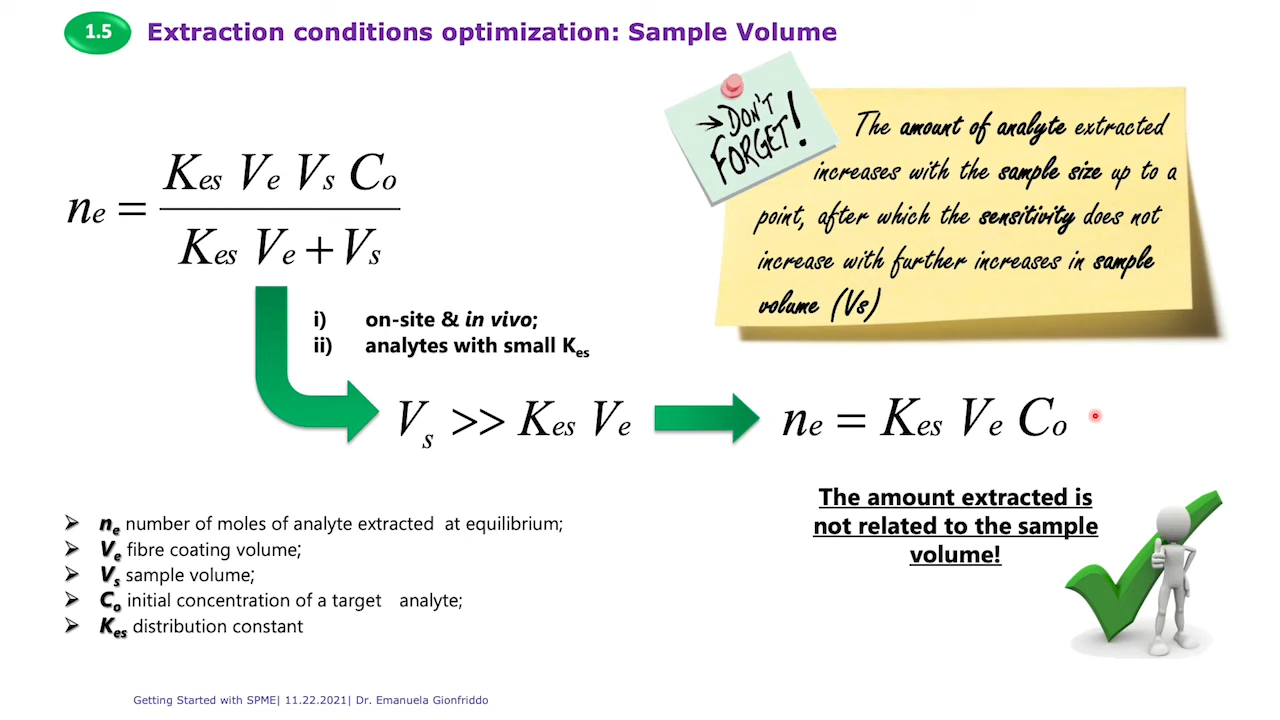 1.5 Extraction conditions optimization: Sample Volume
→DON'T
FORGET!
The amount of analyte extracted
increases with the sample size up to a
point, after which the sensitivity does not
increase with further increases in sample
volume (Vs)
nₑ = Kₑₛ Vₑ Vₛ Cₒ / Kₑₛ Vₑ + Vₛ
i) on-site & in vivo;
ii) analytes with small Kₑₛ
Vₛ >> Kₑₛ Vₑ
nₑ = Kₑₛ Vₑ Cₒ
The amount extracted is
not related to the sample
volume!
➢ nₑ number of moles of analyte extracted at equilibrium;
➢ Vₑ fibre coating volume;
➢ Vₛ sample volume;
➢ Cₒ initial concentration of a target analyte;
➢ Kₑₛ distribution constant
Getting Started with SPME| 11.22.2021| Dr. Emanuela Gionfriddo